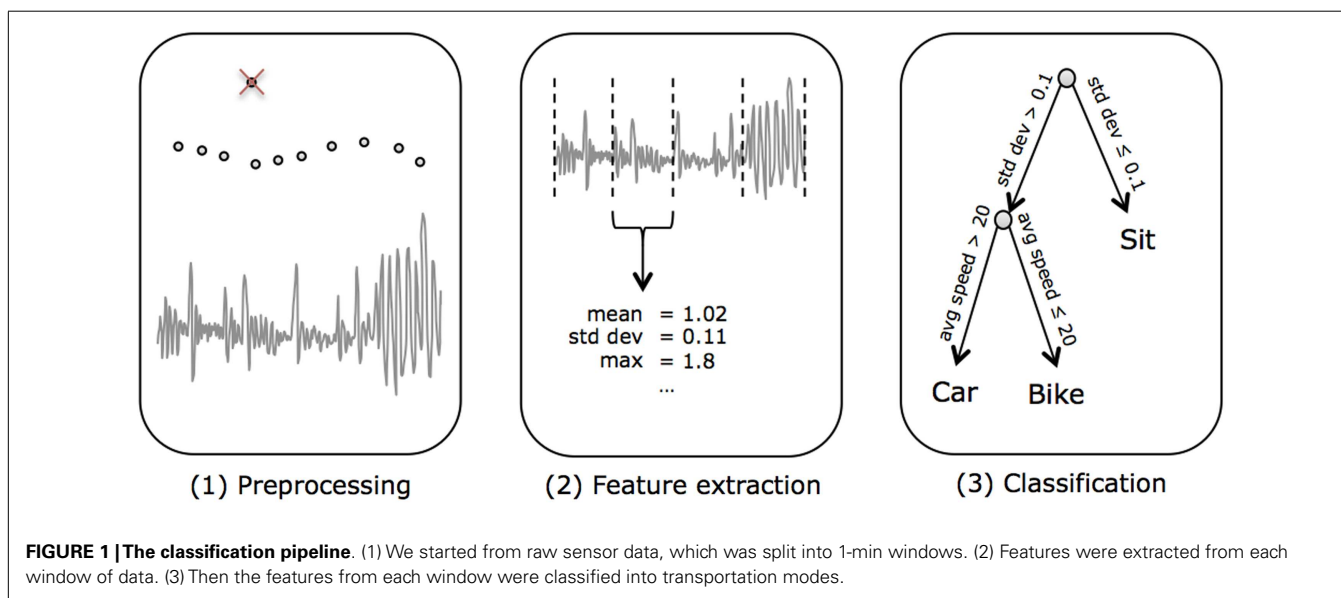 mean = 1.02
std dev = 0.11
max = 1.8
...
std dev > 0.1
std dev ≤ 0.1
Sit
avg speed > 20
avg speed ≤ 20
Car
Bike
(1) Preprocessing
(2) Feature extraction
(3) Classification
FIGURE 1 | The classification pipeline. (1) We started from raw sensor data, which was split into 1-min windows. (2) Features were extracted from each
window of data. (3) Then the features from each window were classified into transportation modes.